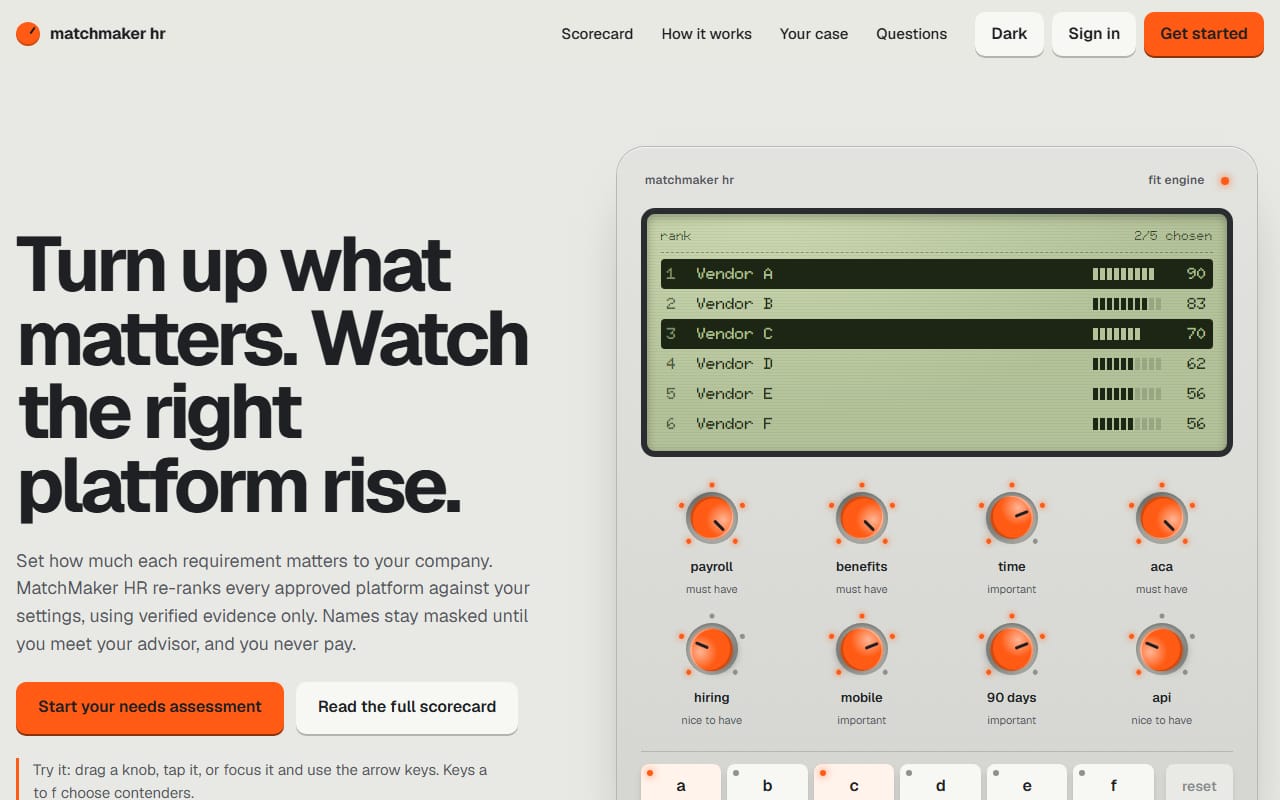 matchmaker hr
Scorecard
How it works
Your case
Questions
Dark
Sign in
Get started
Turn up what
matters. Watch
the right
platform rise.
Set how much each requirement matters to your company.
MatchMaker HR re-ranks every approved platform against your
settings, using verified evidence only. Names stay masked until
you meet your advisor, and you never pay.
Start your needs assessment
Read the full scorecard
Try it: drag a knob, tap it, or focus it and use the arrow keys. Keys a
to f choose contenders.
matchmaker hr
fit engine
rank 2/5 chosen
1 Vendor A 90
2 Vendor B 83
3 Vendor C 70
4 Vendor D 62
5 Vendor E 56
6 Vendor F 56
payroll
must have
benefits
must have
time
important
aca
must have
hiring
nice to have
mobile
important
90 days
important
api
nice to have
a
b
c
d
e
f
reset